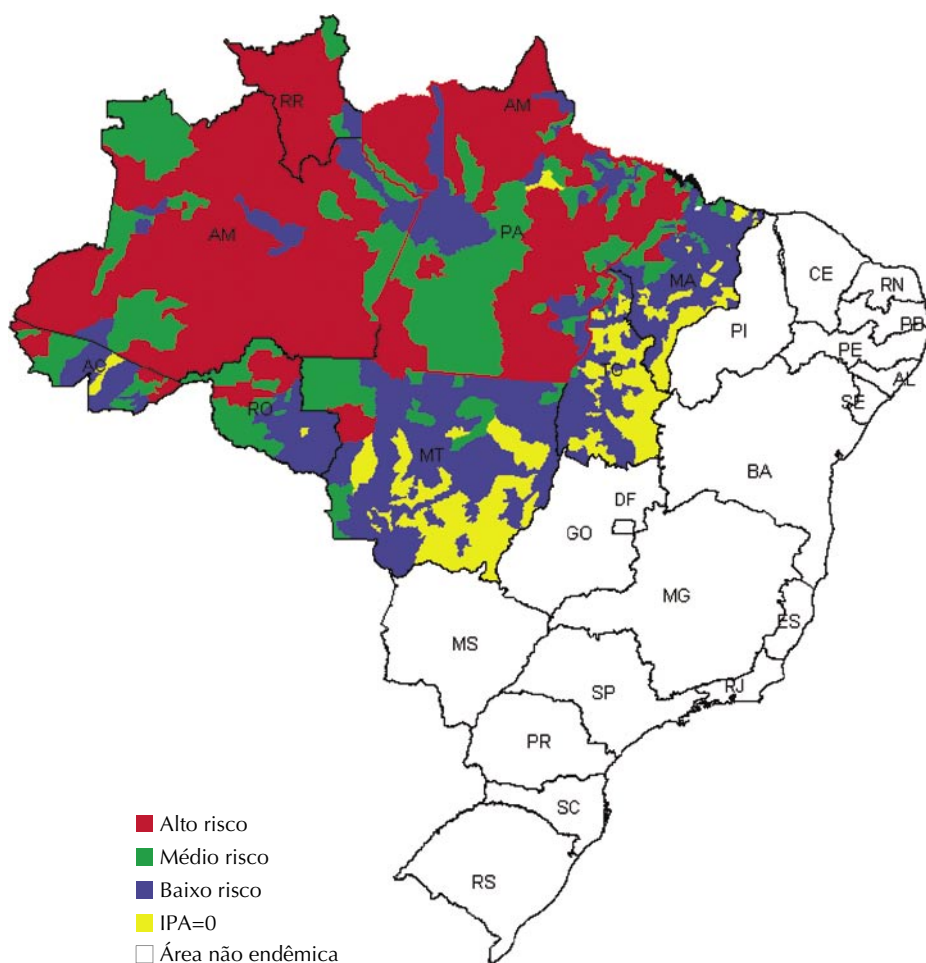 RR
AM
AM
PA
MA
CE
RN
PI
PB
PE
AC
TO
AL
RO
SE
MT
BA
DF
GO
MG
ES
MS
SP
RJ
PR
SC
RS
Alto risco
Médio risco
Baixo risco
IPA=0
Área não endêmica